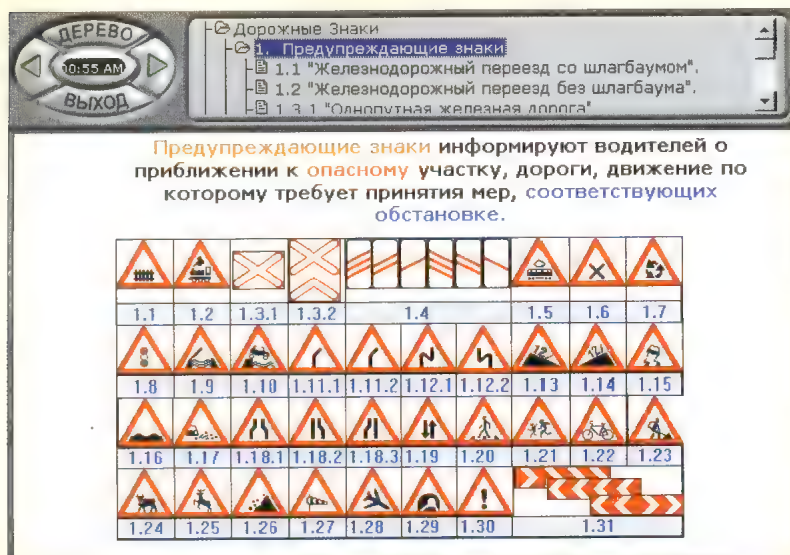 ДЕРЕВО
10:55 AM
ВЫХОД
Дорожные Знаки
1. Предупреждающие знаки
1.1 "Железнодорожный переезд со шлагбаумом".
1.2 "Железнодорожный переезд без шлагбаума".
1.3.1 "Однопутная железная дорога"
Предупреждающие знаки информируют водителей о
приближении к опасному участку, дороги, движение по
которому требует принятия мер, соответствующих
обстановке.
1.1 1.2 1.3.1 1.3.2 1.4 1.5 1.6 1.7
12% 12%
1.8 1.9 1.10 1.11.1 1.11.2 1.12.1 1.12.2 1.13 1.14 1.15
1.16 1.17 1.18.1 1.18.2 1.18.3 1.19 1.20 1.21 1.22 1.23
1.24 1.25 1.26 1.27 1.28 1.29 1.30 1.31